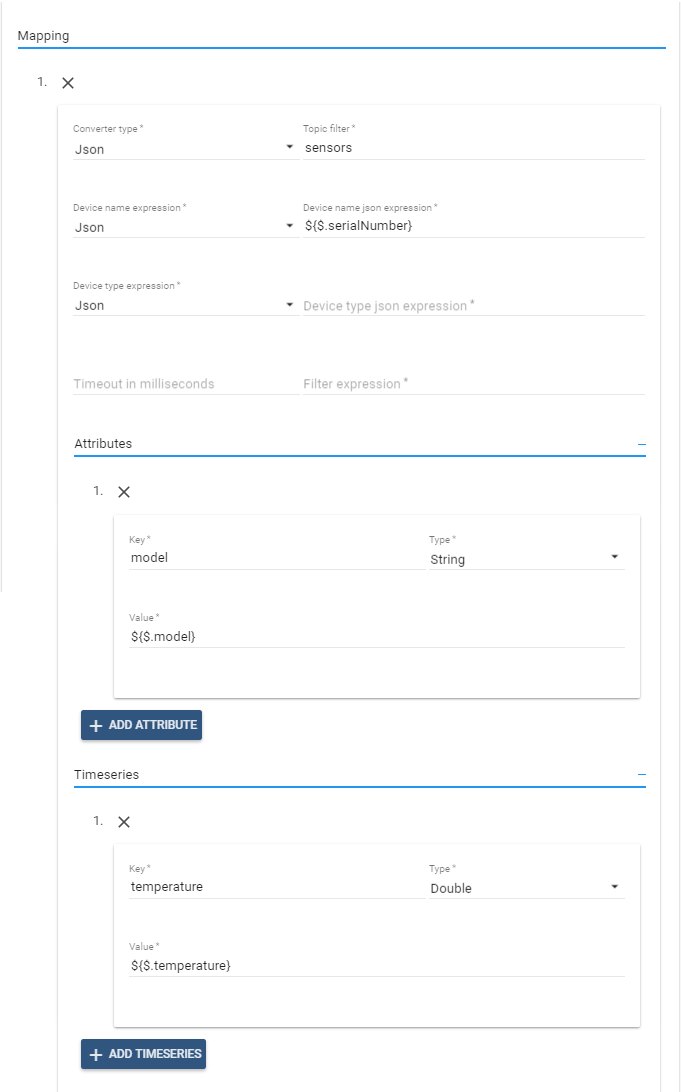 Mapping
1.
Converter type *
Topic filter *
Json
sensors
Device name expression *
Device name json expression *
Json
${$.serialNumber}
Device type expression *
Json
Device type json expression *
Timeout in milliseconds
Filter expression *
Attributes
1.
Key *
Type *
model
String
Value *
${$.model}
+ ADD ATTRIBUTE
Timeseries
1.
Key *
Type *
temperature
Double
Value *
${$.temperature}
+ ADD TIMESERIES